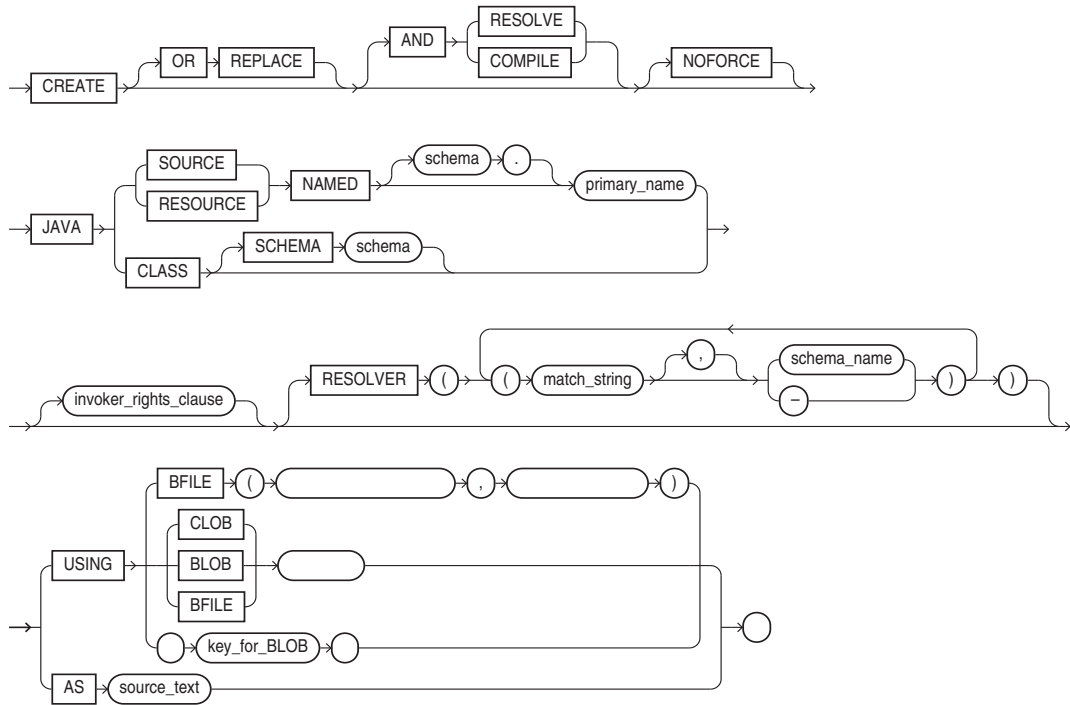 CREATE OR REPLACE AND RESOLVE COMPILE NOFORCE
JAVA SOURCE RESOURCE NAMED schema . primary_name
CLASS SCHEMA schema
invoker_rights_clause RESOLVER ( ( match_string , schema_name – ) )
USING BFILE ( , )
CLOB
BLOB
BFILE
key_for_BLOB
AS source_text